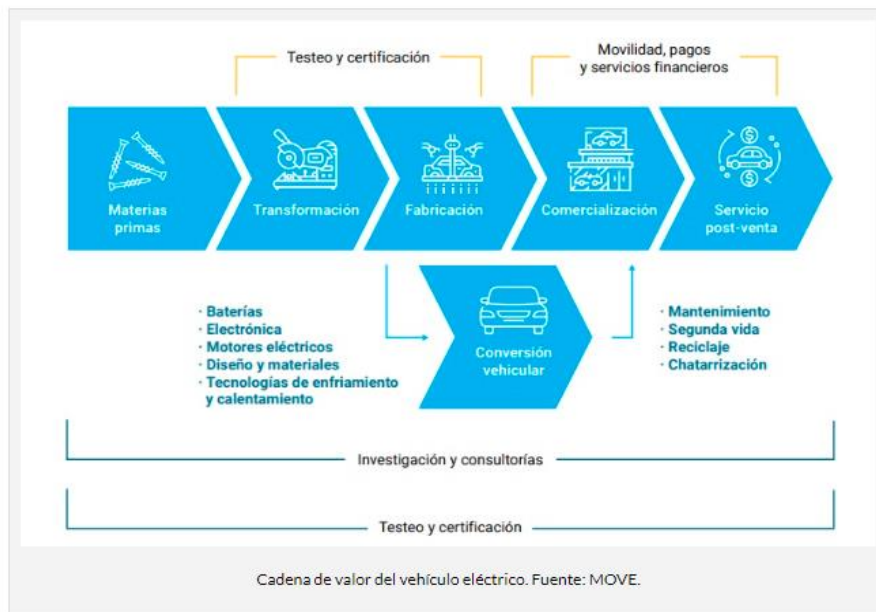 Testeo y certificación
Movilidad, pagos
y servicios financieros
Materias
primas
Transformación
Fabricación
Comercialización
Servicio
post-venta
· Baterías
· Electrónica
· Motores eléctricos
· Diseño y materiales
· Tecnologías de enfriamiento
y calentamiento
Conversión
vehicular
· Mantenimiento
· Segunda vida
· Reciclaje
· Chatarrización
Investigación y consultorías
Testeo y certificación
Cadena de valor del vehículo eléctrico. Fuente: MOVE.